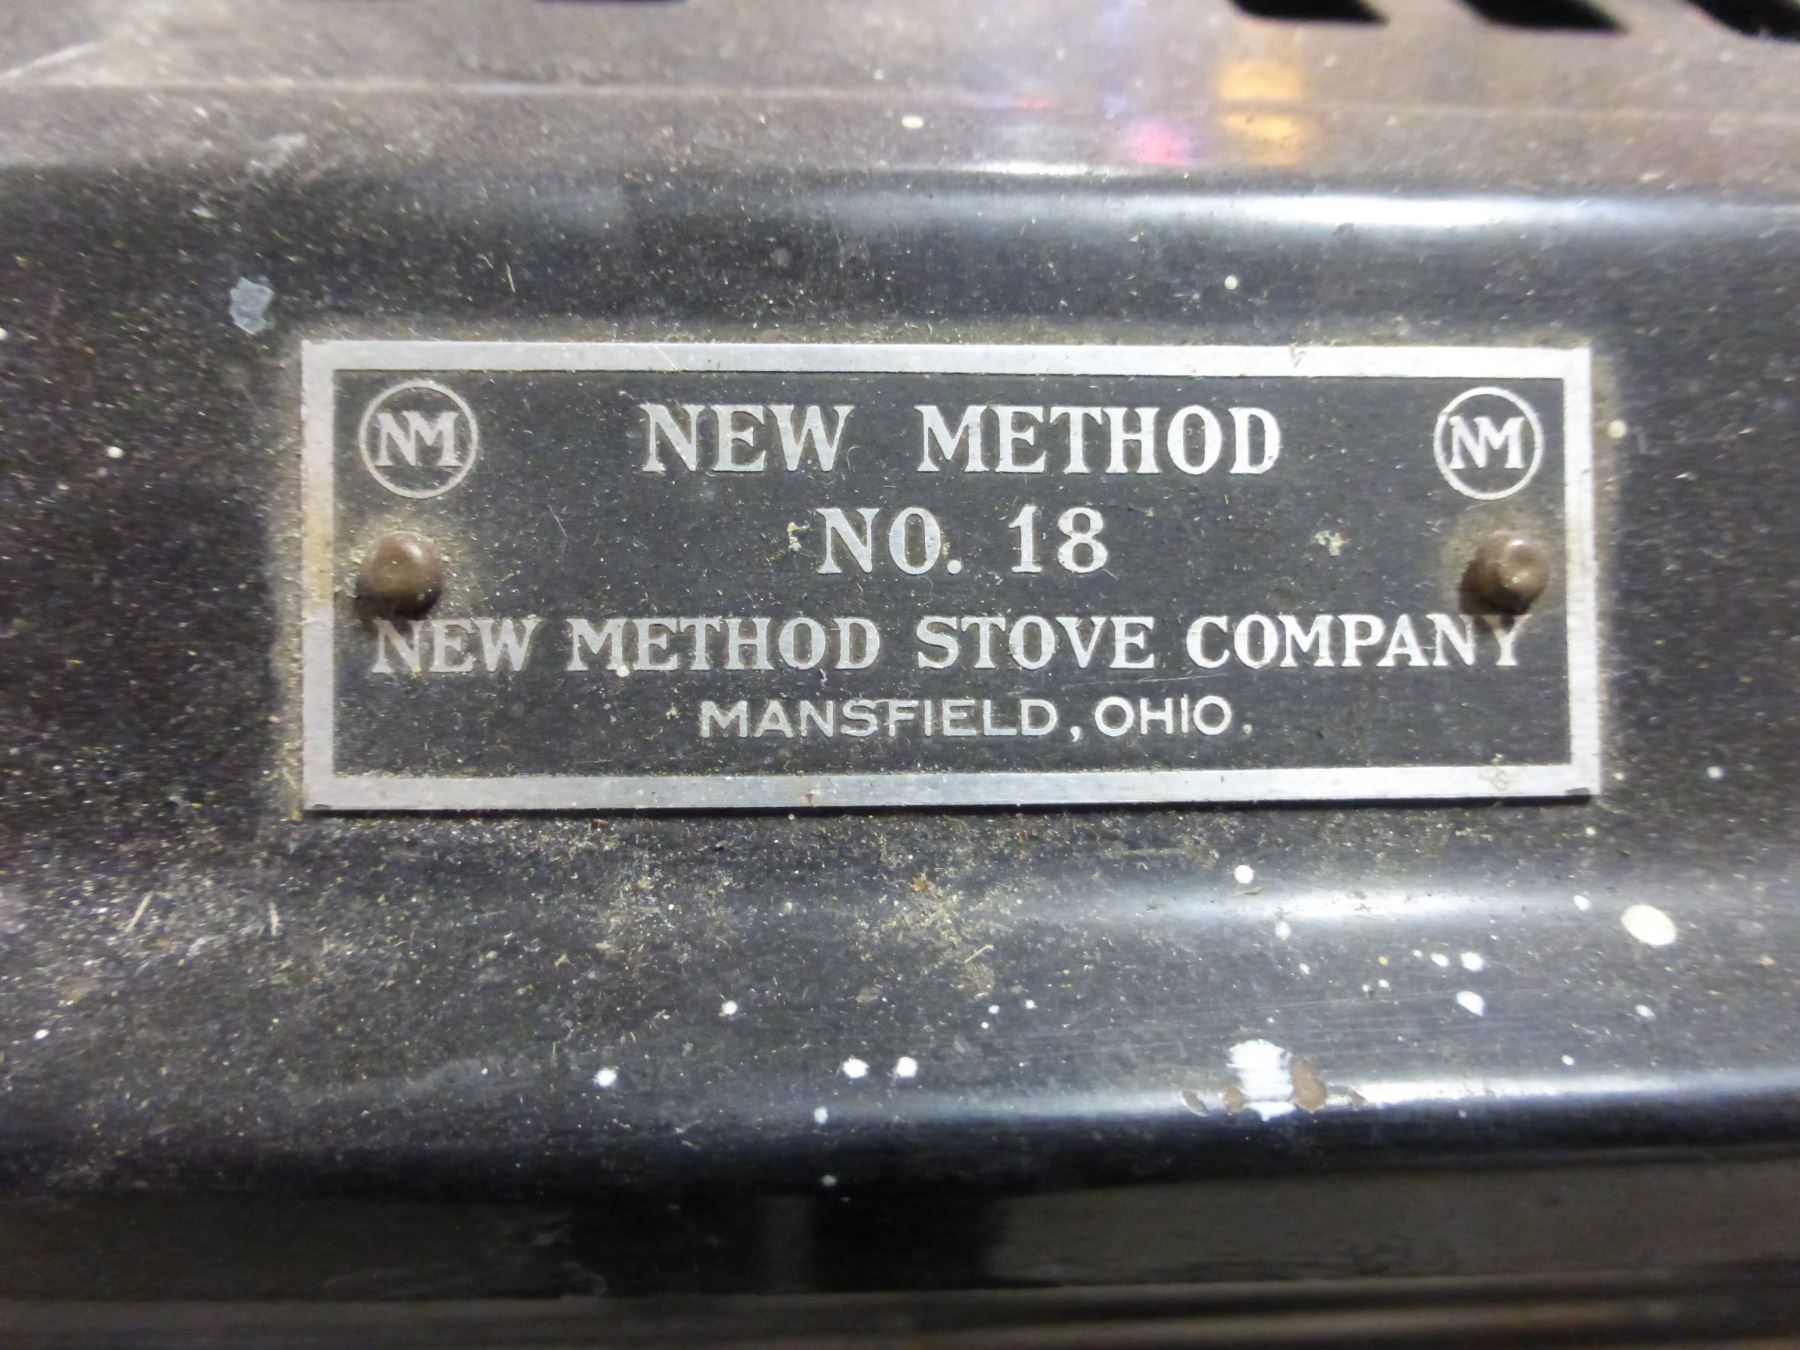 NM NEW METHOD NM
NO. 18
NEW METHOD STOVE COMPANY
MANSFIELD, OHIO.